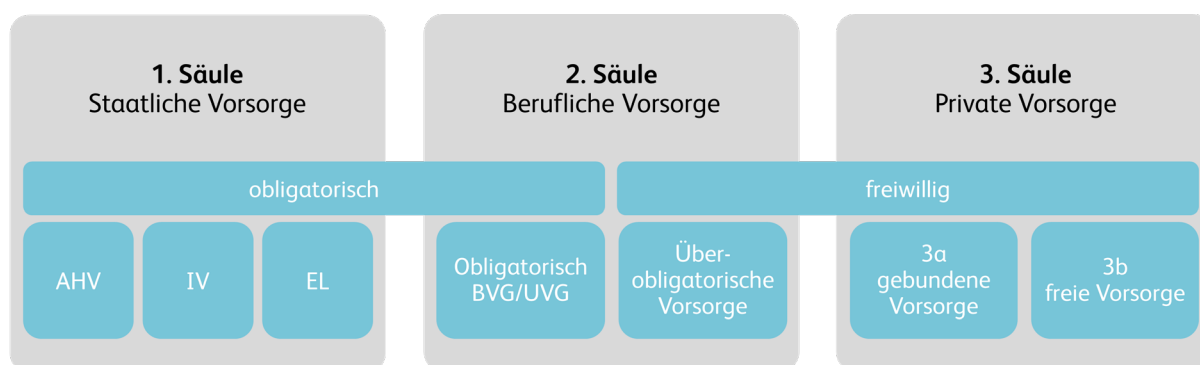 1. Säule
Staatliche Vorsorge
2. Säule
Berufliche Vorsorge
3. Säule
Private Vorsorge
obligatorisch
freiwillig
AHV
IV
EL
Obligatorisch
BVG/UVG
Über-
obligatorische
Vorsorge
3a
gebundene
Vorsorge
3b
freie Vorsorge